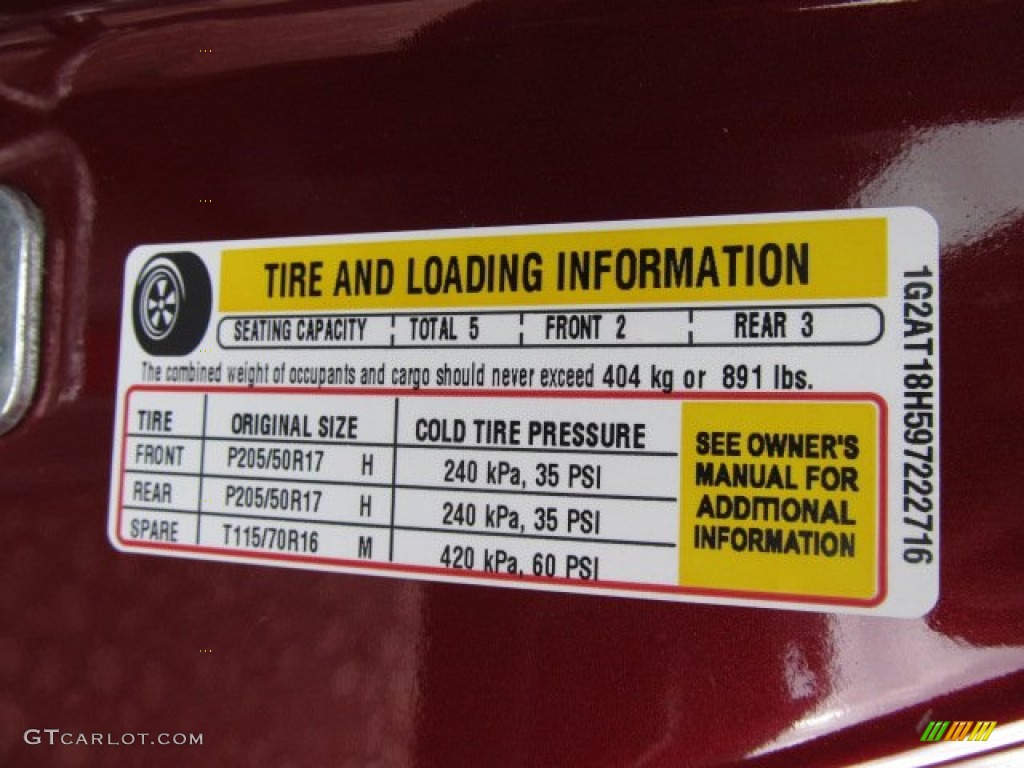 TIRE AND LOADING INFORMATION
SEATING CAPACITY TOTAL 5 FRONT 2 REAR 3
The combined weight of occupants and cargo should never exceed 404 kg or 891 lbs.
TIRE ORIGINAL SIZE COLD TIRE PRESSURE
FRONT P205/50R17 H 240 kPa, 35 PSI
REAR P205/50R17 H 240 kPa, 35 PSI
SPARE T115/70R16 M 420 kPa, 60 PSI
SEE OWNER'S
MANUAL FOR
ADDITIONAL
INFORMATION
1G2AT18H597222716
GTCARLOT.COM